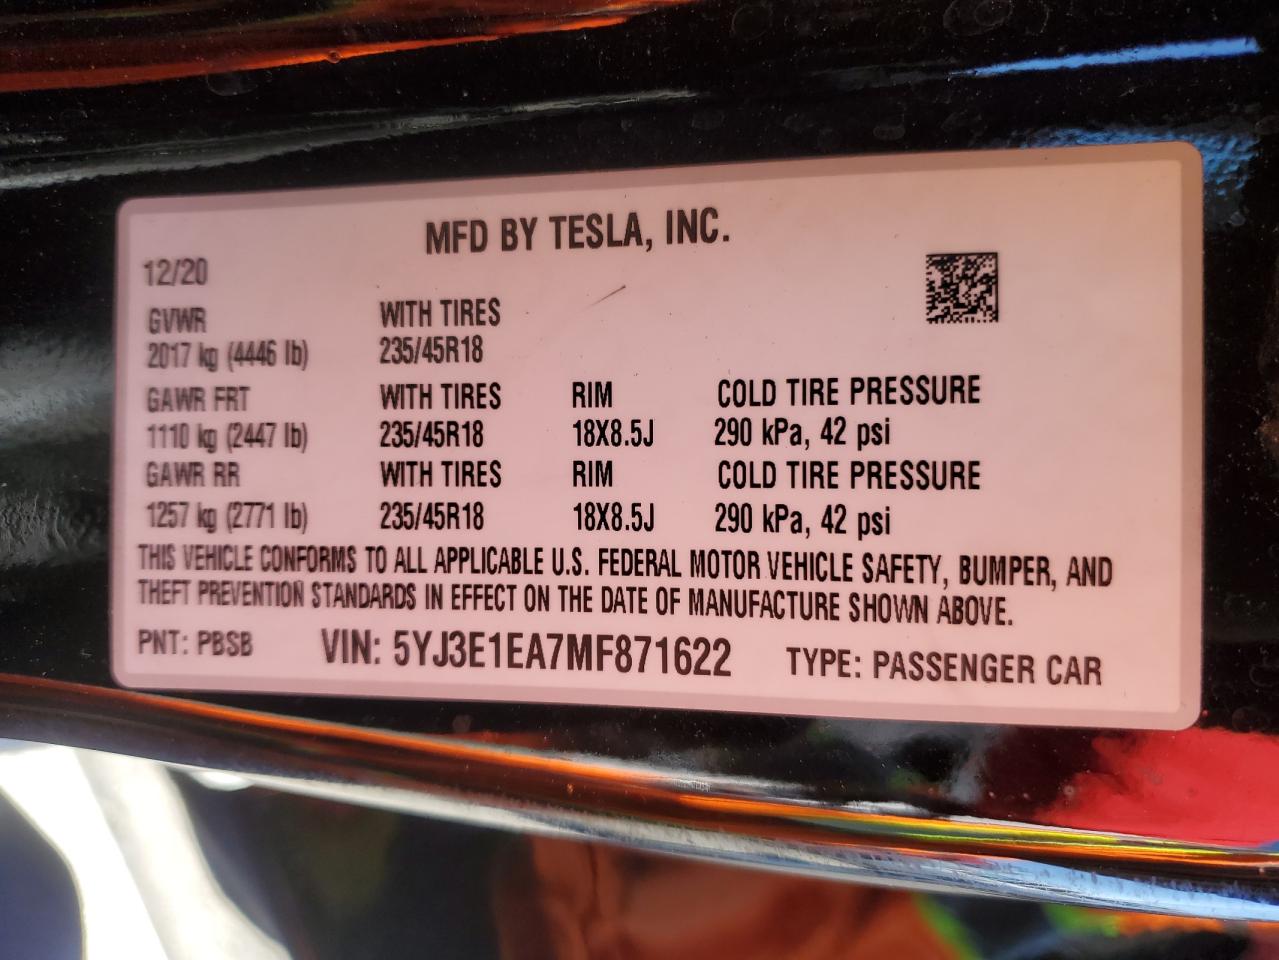 MFD BY TESLA, INC.
12/20
GVWR WITH TIRES
2017 kg (4446 lb) 235/45R18
GAWR FRT WITH TIRES RIM COLD TIRE PRESSURE
1110 kg (2447 lb) 235/45R18 18X8.5J 290 kPa, 42 psi
GAWR RR WITH TIRES RIM COLD TIRE PRESSURE
1257 kg (2771 lb) 235/45R18 18X8.5J 290 kPa, 42 psi
THIS VEHICLE CONFORMS TO ALL APPLICABLE U.S. FEDERAL MOTOR VEHICLE SAFETY, BUMPER, AND
THEFT PREVENTION STANDARDS IN EFFECT ON THE DATE OF MANUFACTURE SHOWN ABOVE.
PNT: PBSB VIN: 5YJ3E1EA7MF871622 TYPE: PASSENGER CAR